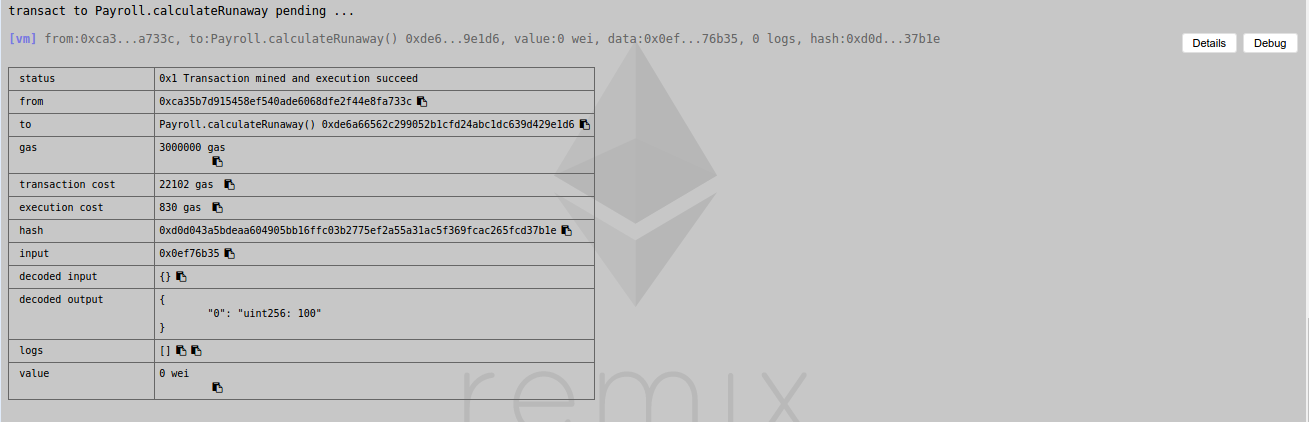 transact to Payroll.calculateRunaway pending ...
[vm] from:0xca3...a733c, to:Payroll.calculateRunaway() 0xde6...9e1d6, value:0 wei, data:0x0ef...76b35, 0 logs, hash:0xd0d...37b1e
Details Debug
status 0x1 Transaction mined and execution succeed
from 0xca35b7d915458ef540ade6068dfe2f44e8fa733c
to Payroll.calculateRunaway() 0xde6a66562c299052b1cfd24abc1dc639d429e1d6
gas 3000000 gas
transaction cost 22102 gas
execution cost 830 gas
hash 0xd0d043a5bdeaa604905bb16ffc03b2775ef2a55a31ac5f369fcac265fcd37b1e
input 0x0ef76b35
decoded input {}
decoded output {
"0": "uint256: 100"
}
logs []
value 0 wei
remix